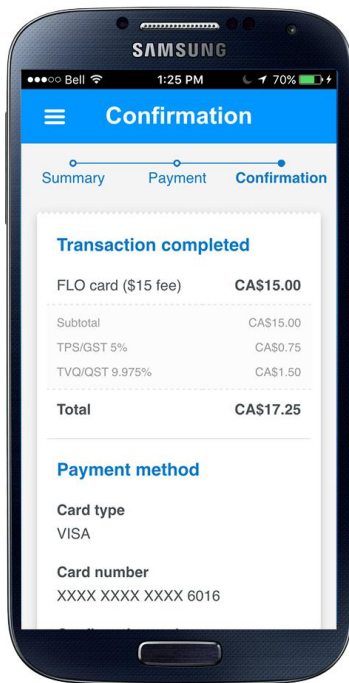 SAMSUNG
Bell 1:25 PM 70%
Confirmation
Summary Payment Confirmation
Transaction completed
FLO card ($15 fee) CA$15.00
Subtotal CA$15.00
TPS/GST 5% CA$0.75
TVQ/QST 9.975% CA$1.50
Total CA$17.25
Payment method
Card type
VISA
Card number
XXXX XXXX XXXX 6016